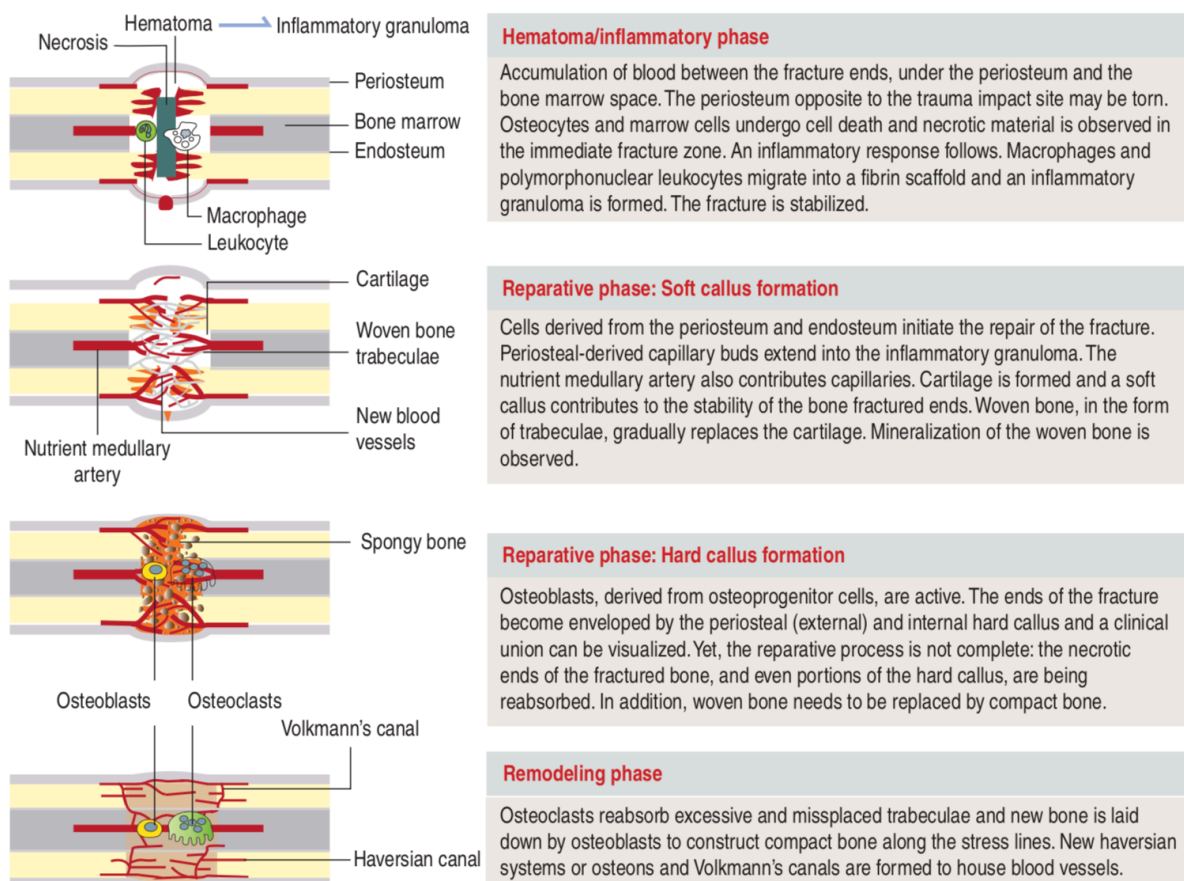 Hematoma
Inflammatory granuloma
Necrosis
Periosteum
Bone marrow
Endosteum
Macrophage
Leukocyte
Hematoma/inflammatory phase
Accumulation of blood between the fracture ends, under the periosteum and the
bone marrow space. The periosteum opposite to the trauma impact site may be torn.
Osteocytes and marrow cells undergo cell death and necrotic material is observed in
the immediate fracture zone. An inflammatory response follows. Macrophages and
polymorphonuclear leukocytes migrate into a fibrin scaffold and an inflammatory
granuloma is formed. The fracture is stabilized.
Cartilage
Woven bone
trabeculae
New blood
vessels
Nutrient medullary
artery
Reparative phase: Soft callus formation
Cells derived from the periosteum and endosteum initiate the repair of the fracture.
Periosteal-derived capillary buds extend into the inflammatory granuloma. The
nutrient medullary artery also contributes capillaries. Cartilage is formed and a soft
callus contributes to the stability of the bone fractured ends. Woven bone, in the form
of trabeculae, gradually replaces the cartilage. Mineralization of the woven bone is
observed.
Spongy bone
Osteoblasts
Osteoclasts
Reparative phase: Hard callus formation
Osteoblasts, derived from osteoprogenitor cells, are active. The ends of the fracture
become enveloped by the periosteal (external) and internal hard callus and a clinical
union can be visualized. Yet, the reparative process is not complete: the necrotic
ends of the fractured bone, and even portions of the hard callus, are being
reabsorbed. In addition, woven bone needs to be replaced by compact bone.
Volkmann's canal
Haversian canal
Remodeling phase
Osteoclasts reabsorb excessive and missplaced trabeculae and new bone is laid
down by osteoblasts to construct compact bone along the stress lines. New haversian
systems or osteons and Volkmann's canals are formed to house blood vessels.